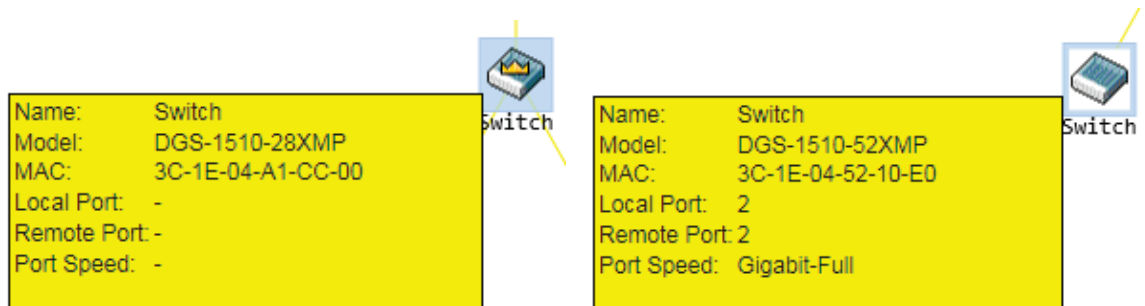 Switch
Name: Switch
Model: DGS-1510-28XMP
MAC: 3C-1E-04-A1-CC-00
Local Port: -
Remote Port: -
Port Speed: -
Switch
Name: Switch
Model: DGS-1510-52XMP
MAC: 3C-1E-04-52-10-E0
Local Port: 2
Remote Port: 2
Port Speed: Gigabit-Full